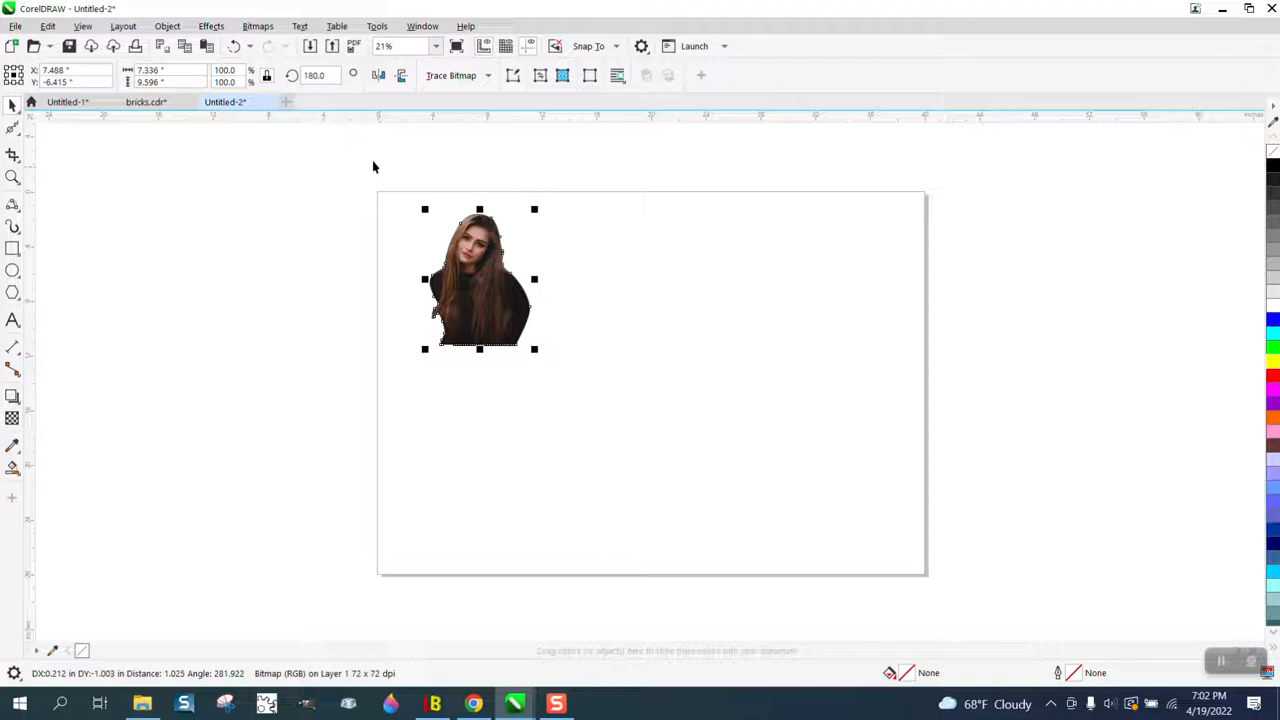 CorelDRAW - Untitled-2*
File Edit View Layout Object Effects Bitmaps Text Table Tools Window Help
PDF 21% Snap To Launch
X: 7.488 " 7.336 " 100.0 % 180.0 ° Trace Bitmap
Y: -6.415 " 9.596 " 100.0 %
Untitled-1* bricks.cdr* Untitled-2*
inches
DX:0.212 in DY:-1.003 in Distance: 1.025 Angle: 281.922 Bitmap (RGB) on Layer 1 72 x 72 dpi None None
68°F Cloudy 7:02 PM
4/19/2022